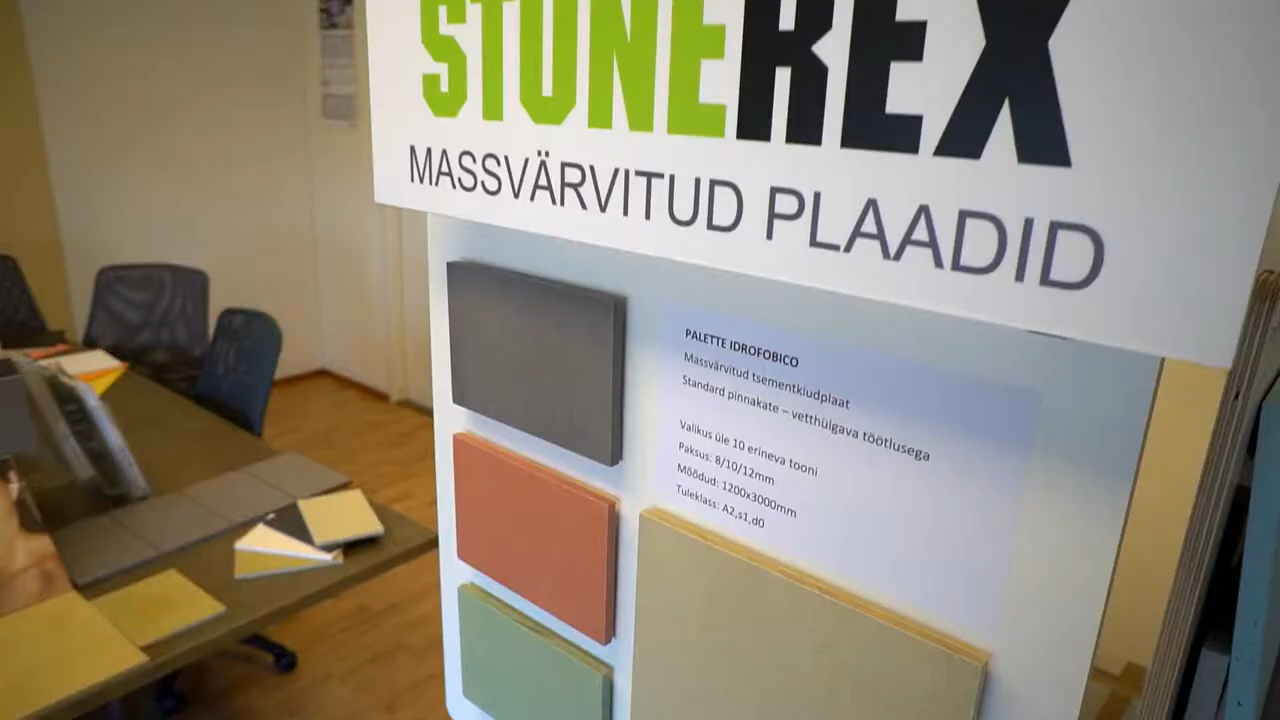 STONEREX
MASSVÄRVITUD PLAADID
PALETTE IDROFOBICO
Massvärvitud tsementkiudplaat
Standard pinnakate – vetthülgava töötlusega
Valikus üle 10 erineva tooni
Paksus: 8/10/12mm
Mõõdud: 1200x3000mm
Tuleklass: A2,s1,d0